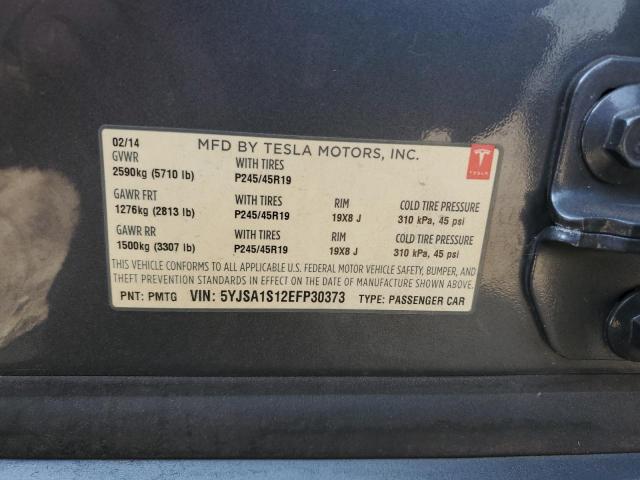 02/14 MFD BY TESLA MOTORS, INC.
GVWR WITH TIRES
2590kg (5710 lb) P245/45R19
TESLA
GAWR FRT WITH TIRES RIM COLD TIRE PRESSURE
1276kg (2813 lb) P245/45R19 19X8 J 310 kPa, 45 psi
GAWR RR WITH TIRES RIM COLD TIRE PRESSURE
1500kg (3307 lb) P245/45R19 19X8 J 310 kPa, 45 psi
THIS VEHICLE CONFORMS TO ALL APPLICABLE U.S. FEDERAL MOTOR VEHICLE SAFETY, BUMPER, AND
THEFT PREVENTION STANDARDS IN EFFECT ON THE DATE OF MANUFACTURE SHOWN ABOVE.
PNT: PMTG VIN: 5YJSA1S12EFP30373 TYPE: PASSENGER CAR